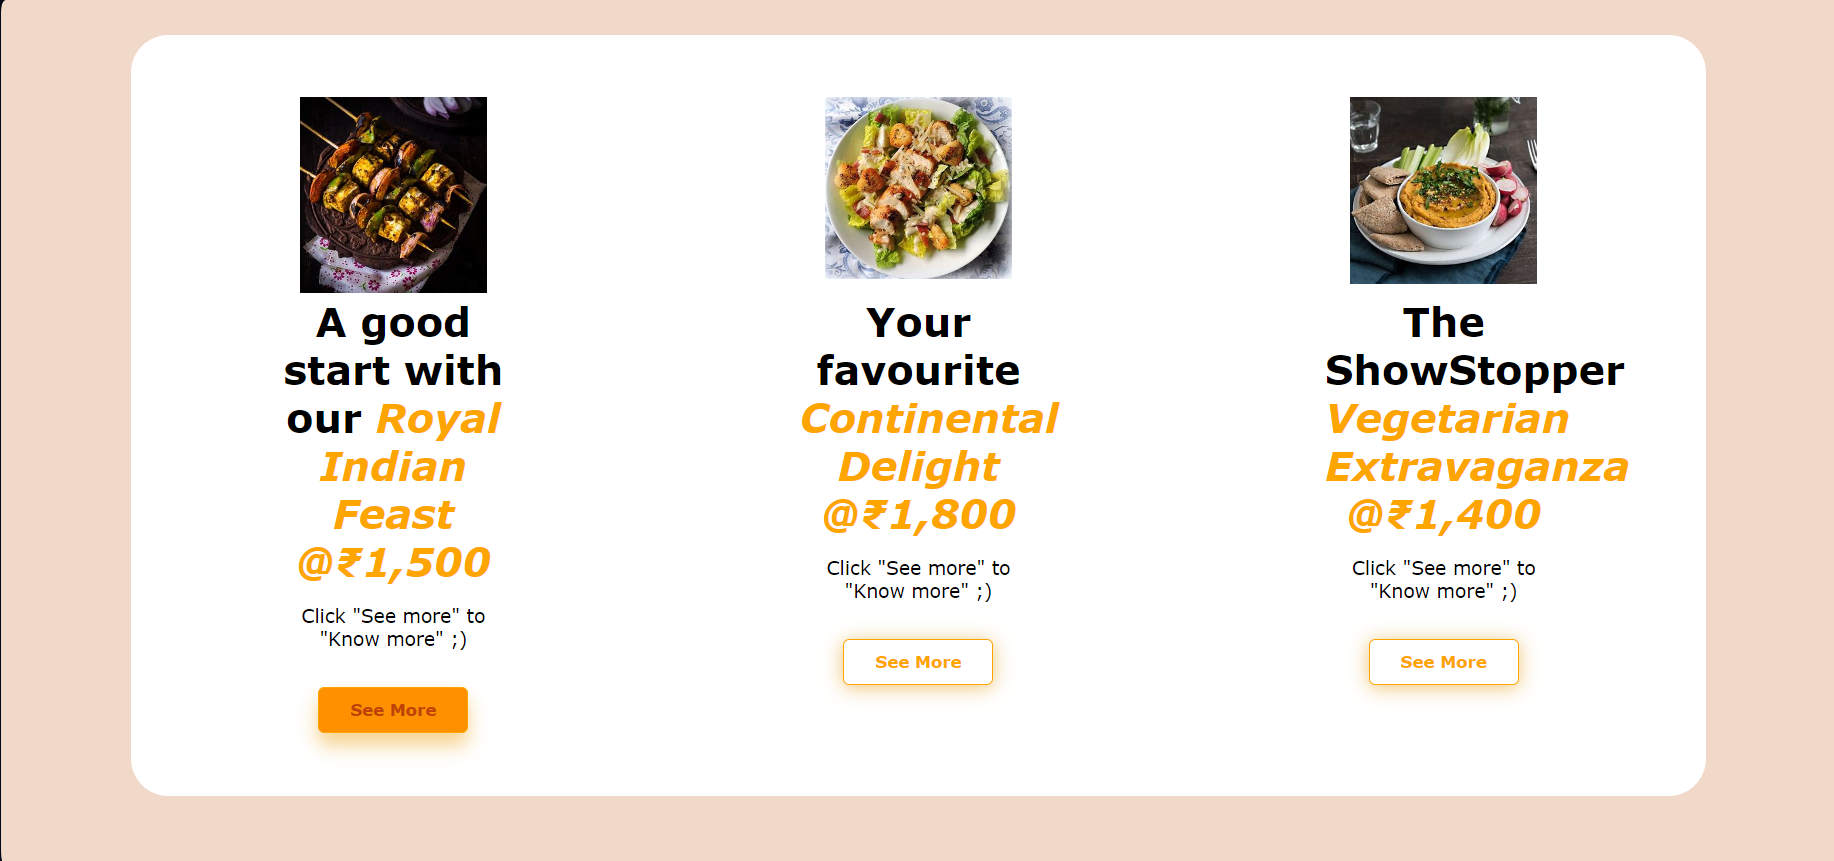 A good
start with
our Royal
Indian
Feast
@₹1,500
Click "See more" to
"Know more" ;)
See More
Your
favourite
Continental
Delight
@₹1,800
Click "See more" to
"Know more" ;)
See More
The
ShowStopper
Vegetarian
Extravaganza
@₹1,400
Click "See more" to
"Know more" ;)
See More